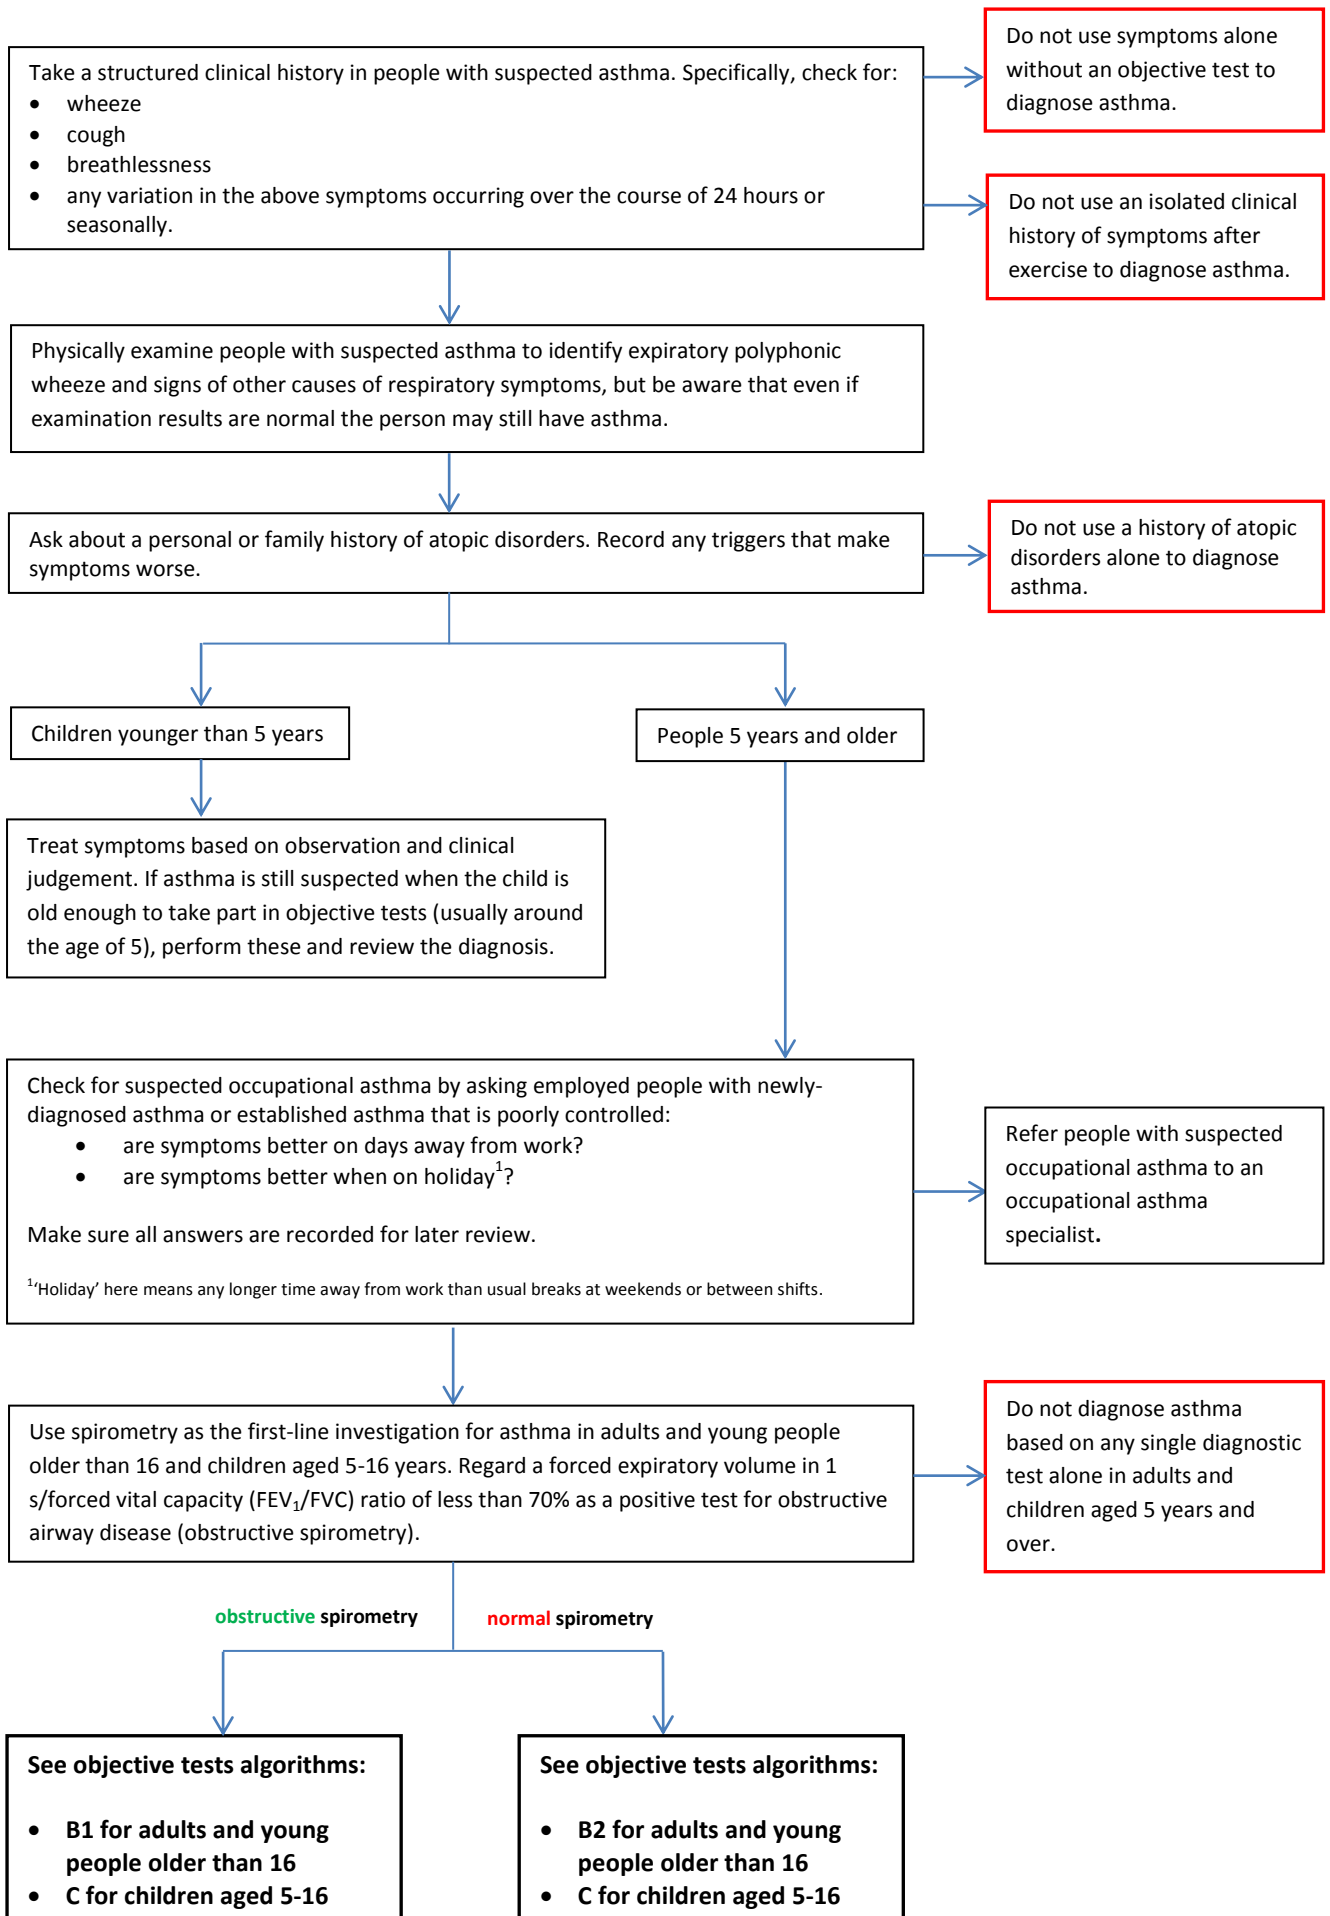 Take a structured clinical history in people with suspected asthma. Specifically, check for:
• wheeze
• cough
• breathlessness
• any variation in the above symptoms occurring over the course of 24 hours or
seasonally.
Do not use symptoms alone
without an objective test to
diagnose asthma.
Do not use an isolated clinical
history of symptoms after
exercise to diagnose asthma.
Physically examine people with suspected asthma to identify expiratory polyphonic
wheeze and signs of other causes of respiratory symptoms, but be aware that even if
examination results are normal the person may still have asthma.
Ask about a personal or family history of atopic disorders. Record any triggers that make
symptoms worse.
Do not use a history of atopic
disorders alone to diagnose
asthma.
Children younger than 5 years
People 5 years and older
Treat symptoms based on observation and clinical
judgement. If asthma is still suspected when the child is
old enough to take part in objective tests (usually around
the age of 5), perform these and review the diagnosis.
Check for suspected occupational asthma by asking employed people with newly-
diagnosed asthma or established asthma that is poorly controlled:
• are symptoms better on days away from work?
• are symptoms better when on holiday¹?
Make sure all answers are recorded for later review.
¹‘Holiday’ here means any longer time away from work than usual breaks at weekends or between shifts.
Refer people with suspected
occupational asthma to an
occupational asthma
specialist.
Use spirometry as the first-line investigation for asthma in adults and young people
older than 16 and children aged 5-16 years. Regard a forced expiratory volume in 1
s/forced vital capacity (FEV₁/FVC) ratio of less than 70% as a positive test for obstructive
airway disease (obstructive spirometry).
Do not diagnose asthma
based on any single diagnostic
test alone in adults and
children aged 5 years and
over.
obstructive spirometry
normal spirometry
See objective tests algorithms:
• B1 for adults and young
people older than 16
• C for children aged 5-16
See objective tests algorithms:
• B2 for adults and young
people older than 16
• C for children aged 5-16